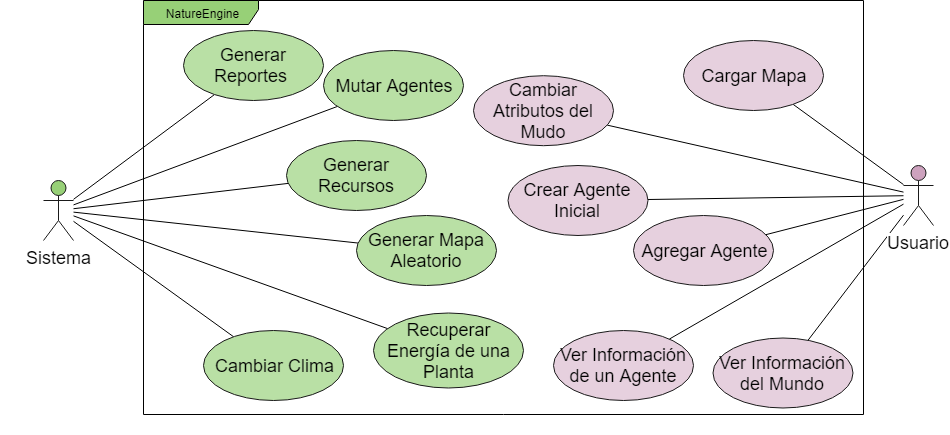 NatureEngine
Generar
Reportes
Mutar Agentes
Cambiar
Atributos del
Mudo
Cargar Mapa
Generar
Recursos
Crear Agente
Inicial
Sistema
Usuario
Generar Mapa
Aleatorio
Agregar Agente
Cambiar Clima
Recuperar
Energía de una
Planta
Ver Información
de un Agente
Ver Información
del Mundo